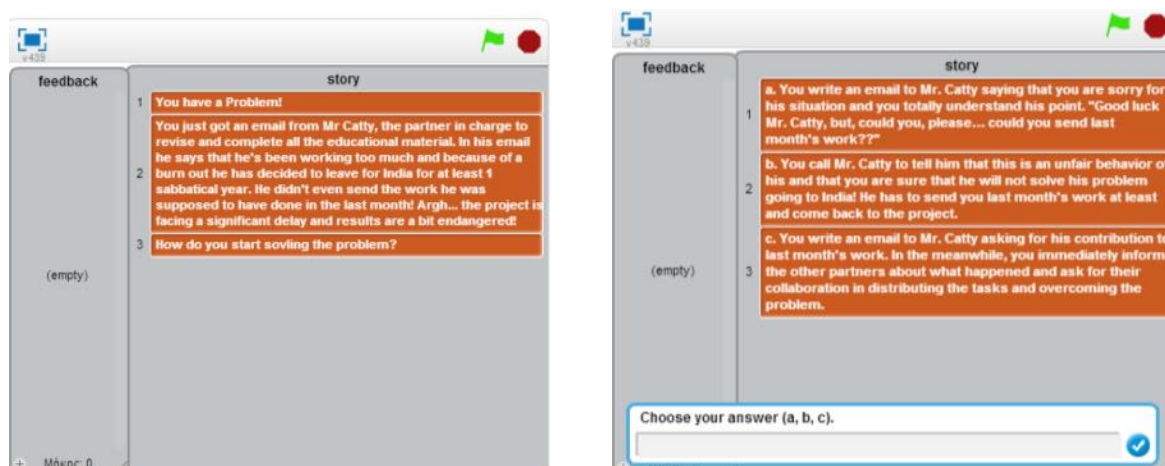 v439
feedback
story
1 You have a Problem!
2 You just got an email from Mr Catty, the partner in charge to
revise and complete all the educational material. In his email
he says that he's been working too much and because of a
burn out he has decided to leave for India for at least 1
sabbatical year. He didn't even send the work he was
supposed to have done in the last month! Argh... the project is
facing a significant delay and results are a bit endangered!
3 How do you start sovling the problem?
(empty)
+ Μήκος: 0
v439
feedback
story
1 a. You write an email to Mr. Catty saying that you are sorry for
his situation and you totally understand his point. "Good luck
Mr. Catty, but, could you, please... could you send last
month's work??"
2 b. You call Mr. Catty to tell him that this is an unfair behavior of
his and that you are sure that he will not solve his problem
going to India! He has to send you last month's work at least
and come back to the project.
3 c. You write an email to Mr. Catty asking for his contribution to
last month's work. In the meanwhile, you immediately inform
the other partners about what happened and ask for their
collaboration in distributing the tasks and overcoming the
problem.
(empty)
Choose your answer (a, b, c).